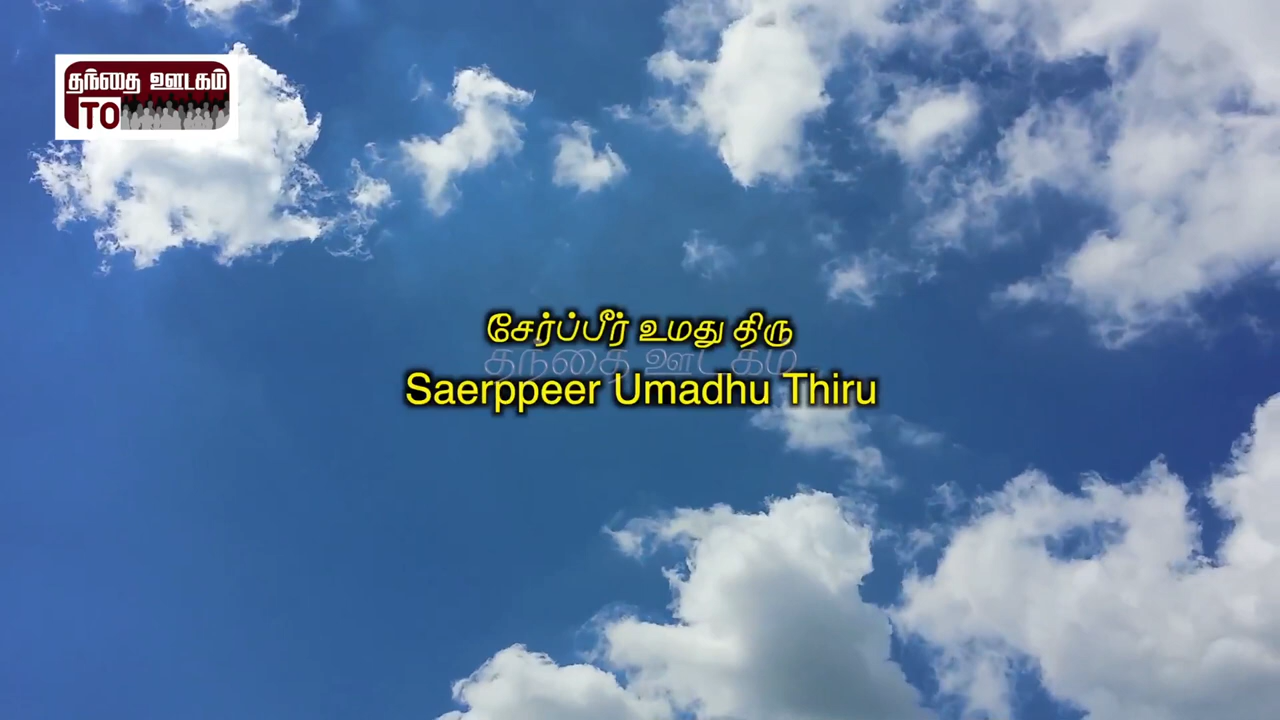 தந்தை ஊடகம்
TO
சேர்ப்பீர் உமது திரு
தந்தை ஊடகம்
Saerppeer Umadhu Thiru